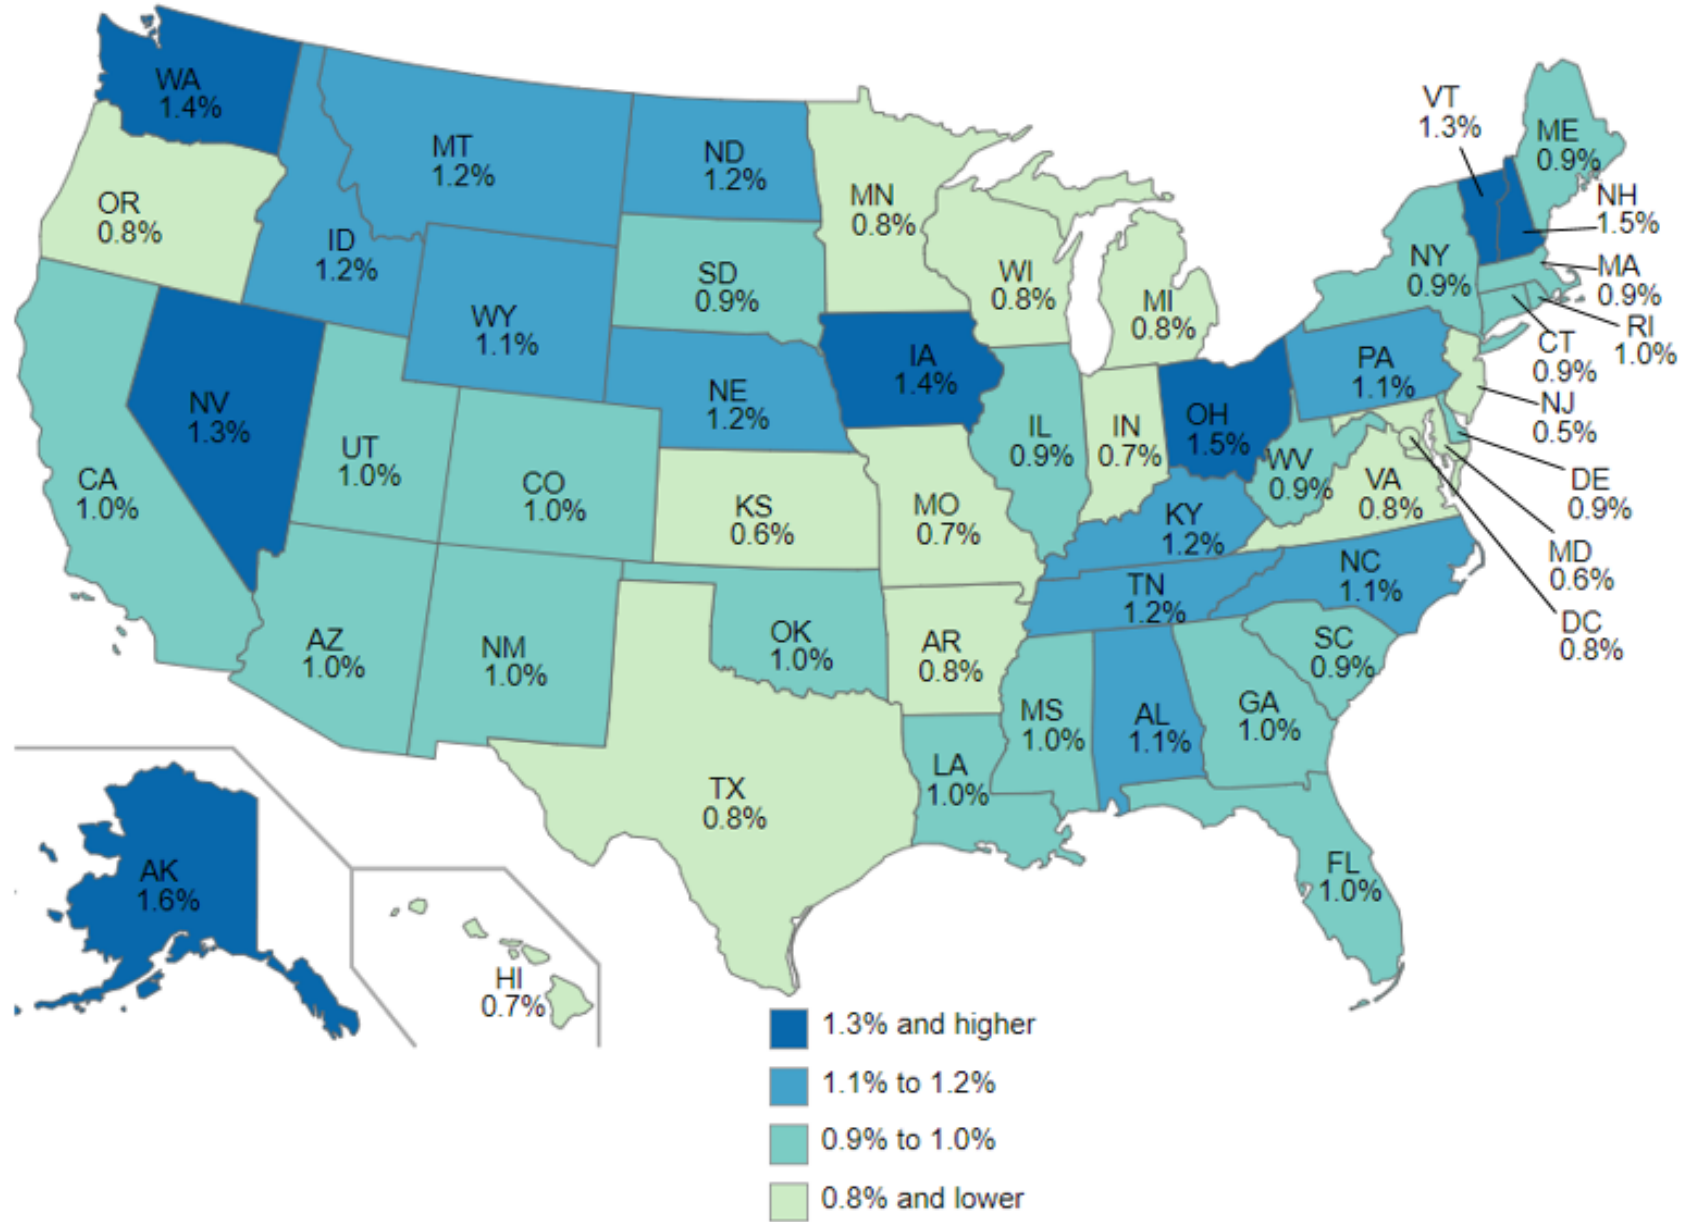 WA
1.4%
MT
1.2%
ND
1.2%
OR
0.8%
ID
1.2%
MN
0.8%
VT
1.3%
ME
0.9%
NH
1.5%
WY
1.1%
SD
0.9%
WI
0.8%
MI
0.8%
NY
0.9%
MA
0.9%
RI
1.0%
CT
0.9%
NV
1.3%
NE
1.2%
IA
1.4%
PA
1.1%
NJ
0.5%
CA
1.0%
UT
1.0%
CO
1.0%
KS
0.6%
MO
0.7%
IL
0.9%
IN
0.7%
OH
1.5%
WV
0.9%
VA
0.8%
DE
0.9%
MD
0.6%
DC
0.8%
KY
1.2%
NC
1.1%
TN
1.2%
AZ
1.0%
NM
1.0%
OK
1.0%
AR
0.8%
SC
0.9%
MS
1.0%
AL
1.1%
GA
1.0%
TX
0.8%
LA
1.0%
FL
1.0%
AK
1.6%
HI
0.7%
1.3% and higher
1.1% to 1.2%
0.9% to 1.0%
0.8% and lower